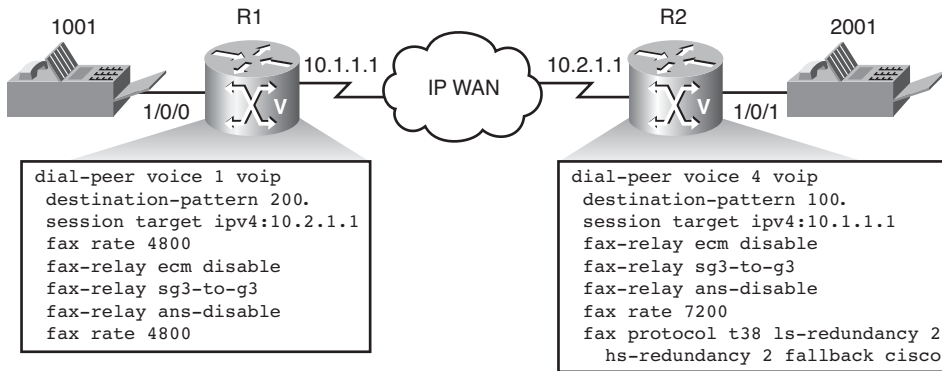 1001
R1
R2
2001
10.1.1.1
IP WAN
10.2.1.1
V
V
1/0/0
1/0/1
dial-peer voice 1 voip
destination-pattern 200.
session target ipv4:10.2.1.1
fax rate 4800
fax-relay ecm disable
fax-relay sg3-to-g3
fax-relay ans-disable
fax rate 4800
dial-peer voice 4 voip
destination-pattern 100.
session target ipv4:10.1.1.1
fax-relay ecm disable
fax-relay sg3-to-g3
fax-relay ans-disable
fax rate 7200
fax protocol t38 ls-redundancy 2
hs-redundancy 2 fallback cisco